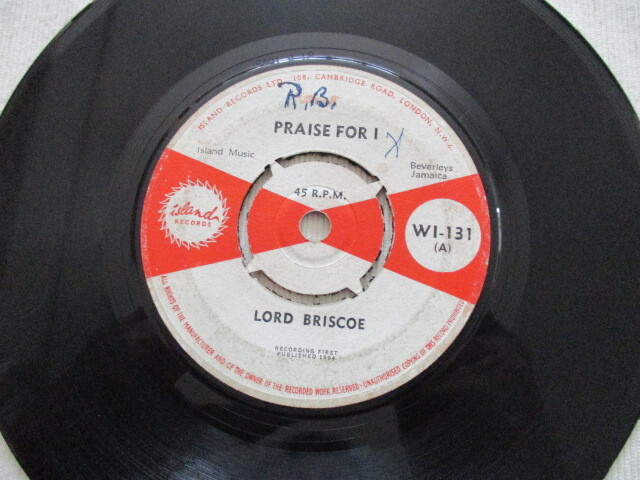 ISLAND RECORDS LTD., 108, CAMBRIDGE ROAD, LONDON, N.W.6.
R.B.
PRAISE FOR I X
Island Music
Beverleys
Jamaica
45 R.P.M.
island
RECORDS
WI-131
(A)
LORD BRISCOE
RECORDING FIRST
PUBLISHED 1964
ALL RIGHTS OF THE MANUFACTURER AND OF THE OWNER OF THE RECORDED WORK RESERVED - UNAUTHORISED COPYING OF THIS RECORD PROHIBITED